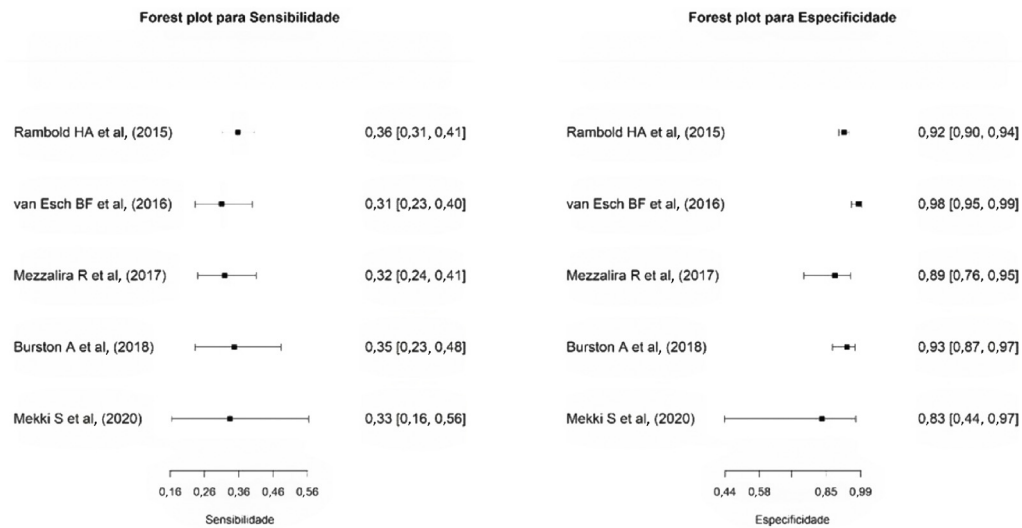 Forest plot para Sensibilidade
Rambold HA et al, (2015) 0,36 [0,31, 0,41]
van Esch BF et al, (2016) 0,31 [0,23, 0,40]
Mezzalira R et al, (2017) 0,32 [0,24, 0,41]
Burston A et al, (2018) 0,35 [0,23, 0,48]
Mekki S et al, (2020) 0,33 [0,16, 0,56]
0,16 0,26 0,36 0,46 0,56
Sensibilidade
Forest plot para Especificidade
Rambold HA et al, (2015) 0,92 [0,90, 0,94]
van Esch BF et al, (2016) 0,98 [0,95, 0,99]
Mezzalira R et al, (2017) 0,89 [0,76, 0,95]
Burston A et al, (2018) 0,93 [0,87, 0,97]
Mekki S et al, (2020) 0,83 [0,44, 0,97]
0,44 0,58 0,85 0,99
Especificidade